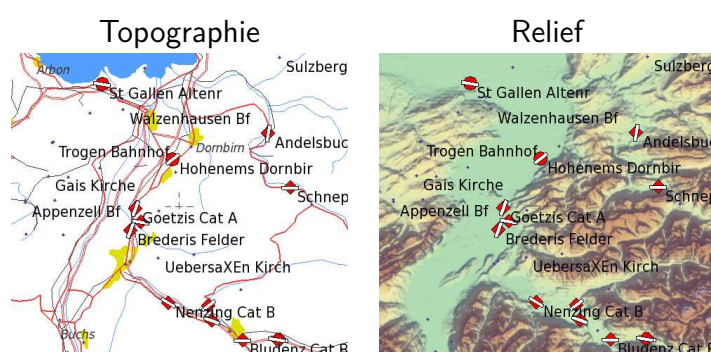 Topographie
Arbon
Sulzberg
St Gallen Altenr
Walzenhausen Bf
Andelsbuc
Trogen Bahnhof
Dornbirn
Hohenems Dornbir
Gais Kirche
Schnep
Appenzell Bf
Goetzis Cat A
Brederis Felder
UebersaXEn Kirch
Nenzing Cat B
Buchs
Bludenz Cat B
Relief
Sulzberg
St Gallen Altenr
Walzenhausen Bf
Andelsbuc
Trogen Bahnhof
Hohenems Dornbir
Gais Kirche
Schnep
Appenzell Bf
Goetzis Cat A
Brederis Felder
UebersaXEn Kirch
Nenzing Cat B
Bludenz Cat B